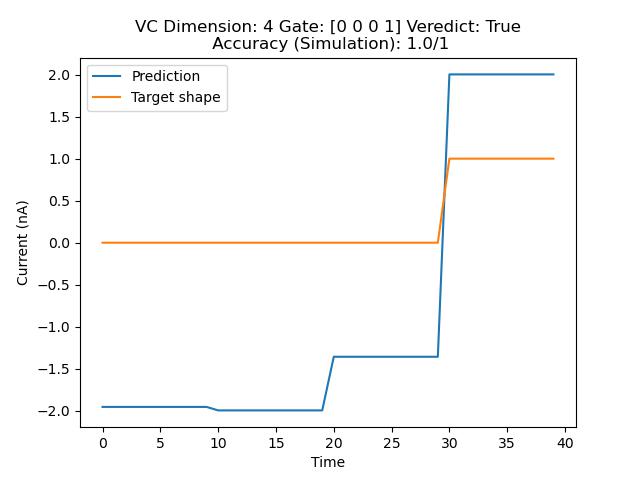 VC Dimension: 4 Gate: [0 0 0 1] Veredict: True
Accuracy (Simulation): 1.0/1
Prediction
Target shape
2.0
1.5
1.0
0.5
0.0
−0.5
−1.0
−1.5
−2.0
Current (nA)
0 5 10 15 20 25 30 35 40
Time